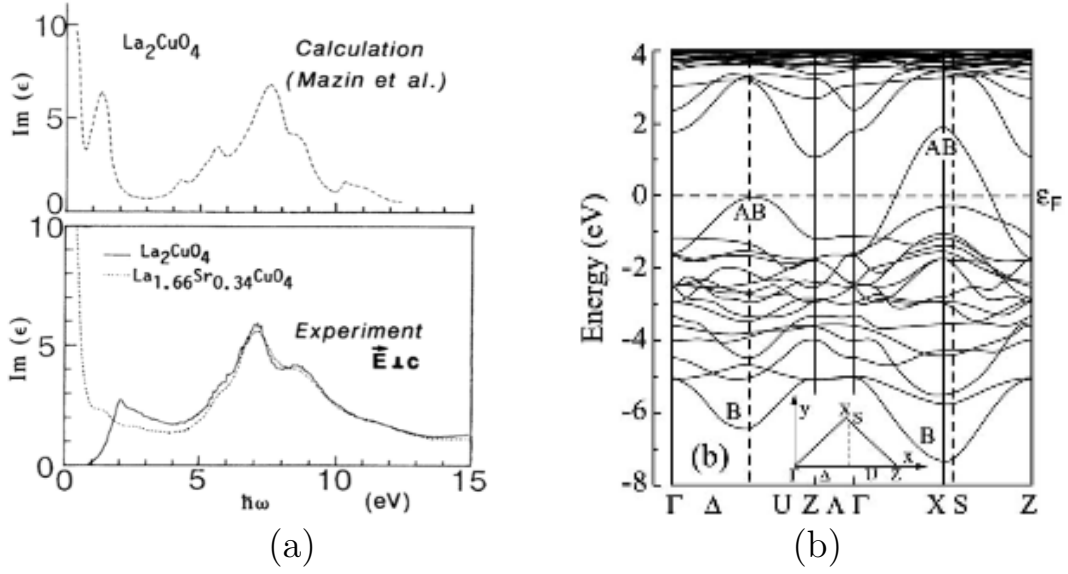 10
5
0
Im (ϵ)
La₂CuO₄
Calculation
(Mazin et al.)
10
5
0
Im (ϵ)
La₂CuO₄
La₁.₆₆Sr₀.₃₄CuO₄
Experiment
E⃗⊥c
0 5 10 15
ħω (eV)
(a)
4
2
0
-2
-4
-6
-8
Energy (eV)
AB
AB
εF
B
B
(b)
y
X
S
x
Γ Δ U Z
Γ Δ U Z Λ Γ X S Z
(b)